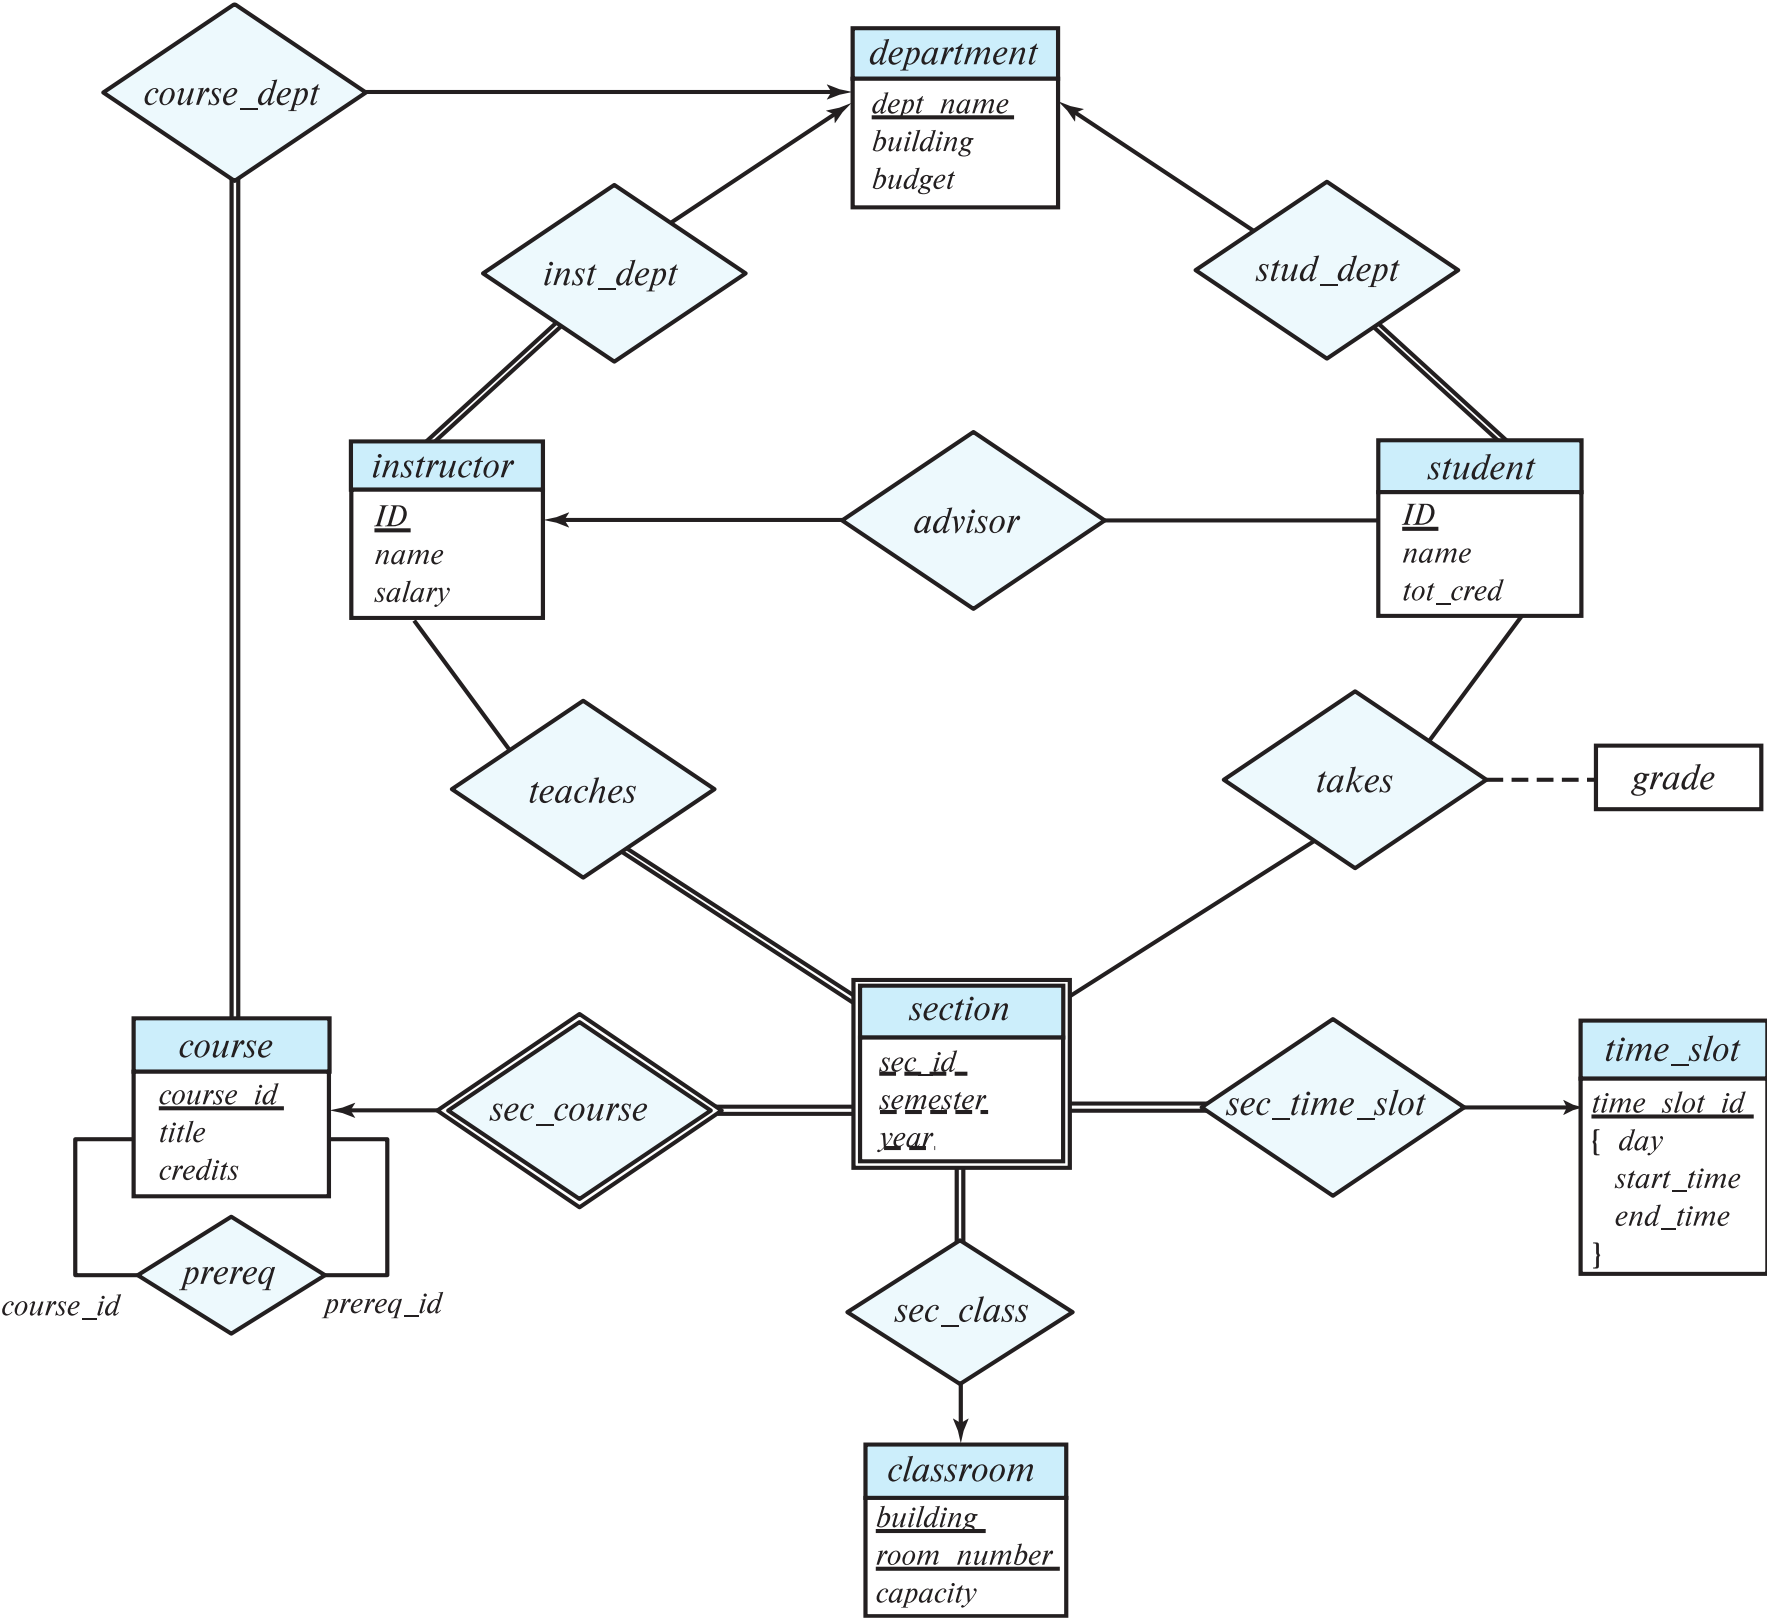 course_dept
department
dept_name
building
budget
inst_dept
stud_dept
instructor
ID
name
salary
advisor
student
ID
name
tot_cred
teaches
takes
grade
course
course_id
title
credits
sec_course
section
sec_id
semester
year
sec_time_slot
time_slot
time_slot_id
{ day
start_time
end_time
}
prereq
course_id
prereq_id
sec_class
classroom
building
room_number
capacity